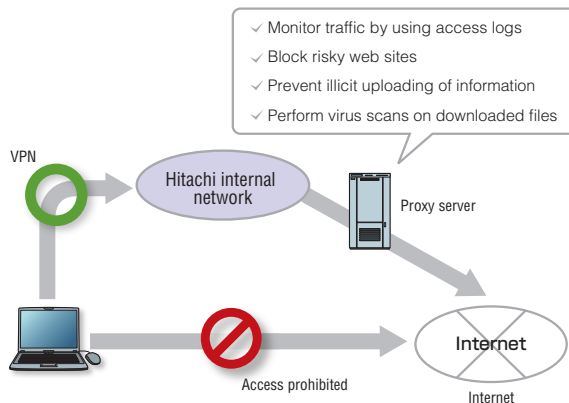 Monitor traffic by using access logs
Block risky web sites
Prevent illicit uploading of information
Perform virus scans on downloaded files
VPN
Hitachi internal
network
Proxy server
Internet
Access prohibited
Internet